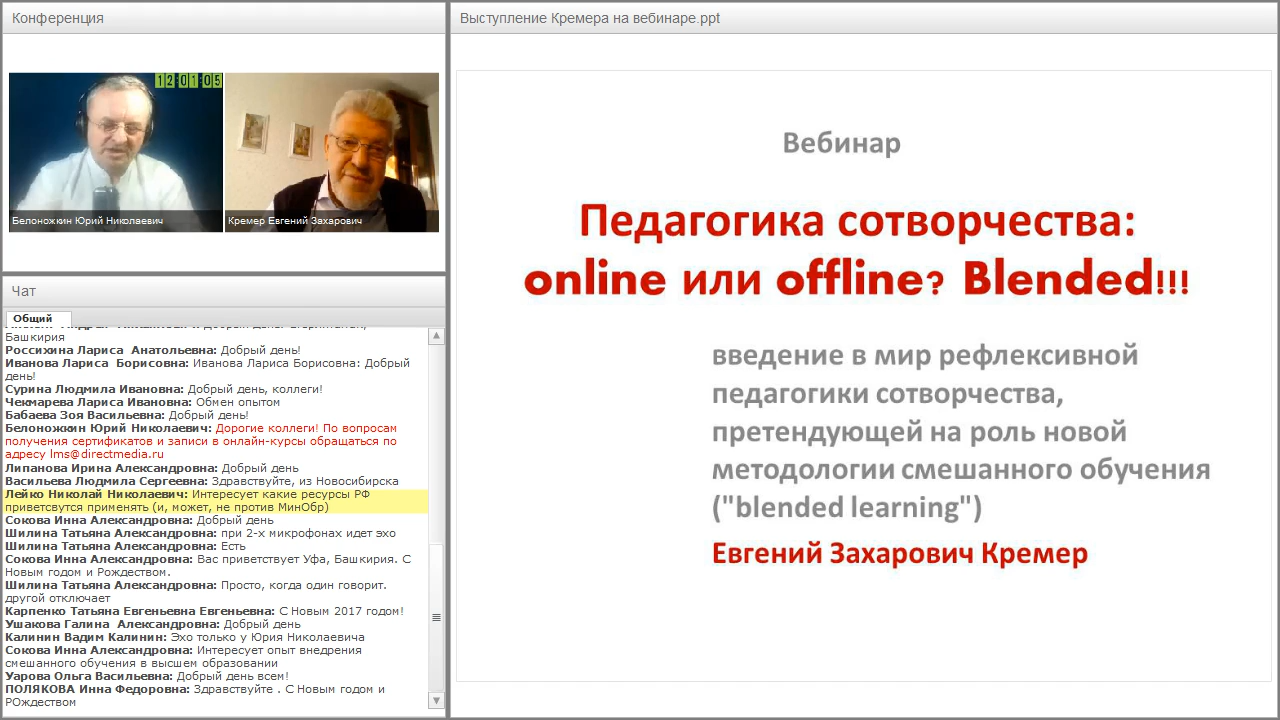 Конференция
12:01:05
Белоножкин Юрий Николаевич
Кремер Евгений Захарович
Чат
Общий
Добрый день!
Башкирия
Россихина Лариса  Анатольевна: Добрый день!
Иванова Лариса  Борисовна: Иванова Лариса Борисовна: Добрый
день!
Сурина Людмила Ивановна: Добрый день, коллеги!
Чекмарева Лариса Ивановна: Обмен опытом
Бабаева Зоя Васильевна: Добрый день!
Белоножкин Юрий Николаевич: Дорогие коллеги! По вопросам
получения сертификатов и записи в онлайн-курсы обращаться по
адресу lms@directmedia.ru
Липанова Ирина Александровна: Добрый день
Васильева Людмила Сергеевна: Здравствуйте, из Новосибирска
Лейко Николай Николаевич: Интересует какие ресурсы РФ
приветсвутся применять (и, может, не против МинОбр)
Сокова Инна Александровна: Добрый день
Шилина Татьяна Александровна: при 2-х микрофонах идет эхо
Шилина Татьяна Александровна: Есть
Сокова Инна Александровна: Вас приветствует Уфа, Башкирия. С
Новым годом и Рождеством.
Шилина Татьяна Александровна: Просто, когда один говорит.
другой отключает
Карпенко Татьяна Евгеньевна Евгеньевна: С Новым 2017 годом!
Ушакова Галина  Александровна: Добрый день
Калинин Вадим Калинин: Эхо только у Юрия Николаевича
Сокова Инна Александровна: Интересует опыт внедрения
смешанного обучения в высшем образовании
Уарова Ольга Васильевна: Добрый день всем!
ПОЛЯКОВА Инна Федоровна: Здравствуйте . С Новым годом и
РОждеством
Выступление Кремера на вебинаре.ppt
Вебинар
Педагогика сотворчества:
online или offline? Blended!!!
введение в мир рефлексивной
педагогики сотворчества,
претендующей на роль новой
методологии смешанного обучения
("blended learning")
Евгений Захарович Кремер